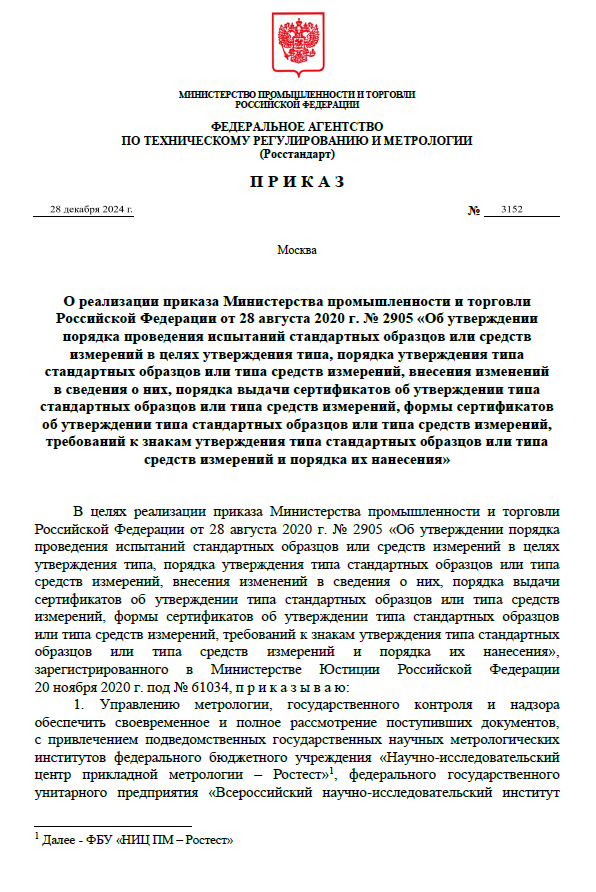 МИНИСТЕРСТВО ПРОМЫШЛЕННОСТИ И ТОРГОВЛИ
РОССИЙСКОЙ ФЕДЕРАЦИИ
ФЕДЕРАЛЬНОЕ АГЕНТСТВО
ПО ТЕХНИЧЕСКОМУ РЕГУЛИРОВАНИЮ И МЕТРОЛОГИИ
(Росстандарт)
П Р И К А З
28 декабря 2024 г. № 3152
Москва
О реализации приказа Министерства промышленности и торговли
Российской Федерации от 28 августа 2020 г. № 2905 «Об утверждении
порядка проведения испытаний стандартных образцов или средств
измерений в целях утверждения типа, порядка утверждения типа
стандартных образцов или типа средств измерений, внесения изменений
в сведения о них, порядка выдачи сертификатов об утверждении типа
стандартных образцов или типа средств измерений, формы сертификатов
об утверждении типа стандартных образцов или типа средств измерений,
требований к знакам утверждения типа стандартных образцов или типа
средств измерений и порядка их нанесения»
В целях реализации приказа Министерства промышленности и торговли
Российской Федерации от 28 августа 2020 г. № 2905 «Об утверждении порядка
проведения испытаний стандартных образцов или средств измерений в целях
утверждения типа, порядка утверждения типа стандартных образцов или типа
средств измерений, внесения изменений в сведения о них, порядка выдачи
сертификатов об утверждении типа стандартных образцов или типа средств
измерений, формы сертификатов об утверждении типа стандартных образцов
или типа средств измерений, требований к знакам утверждения типа стандартных
образцов или типа средств измерений и порядка их нанесения»,
зарегистрированного в Министерстве Юстиции Российской Федерации
20 ноября 2020 г. под № 61034, п р и к а з ы в а ю:
1. Управлению метрологии, государственного контроля и надзора
обеспечить своевременное и полное рассмотрение поступивших документов,
с привлечением подведомственных государственных научных метрологических
институтов федерального бюджетного учреждения «Научно-исследовательский
центр прикладной метрологии – Ростест»¹, федерального государственного
унитарного предприятия «Всероссийский научно-исследовательский институт
¹ Далее - ФБУ «НИЦ ПМ – Ростест»